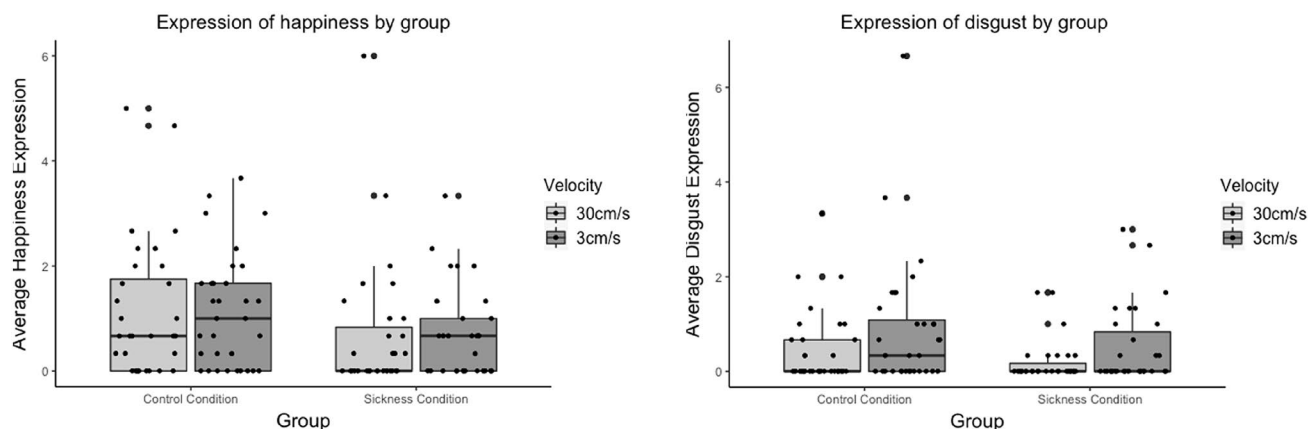 Expression of happiness by group
Average Happiness Expression
6
4
2
0
Control Condition
Sickness Condition
Group
Velocity
30cm/s
3cm/s
Expression of disgust by group
Average Disgust Expression
6
4
2
0
Control Condition
Sickness Condition
Group
Velocity
30cm/s
3cm/s